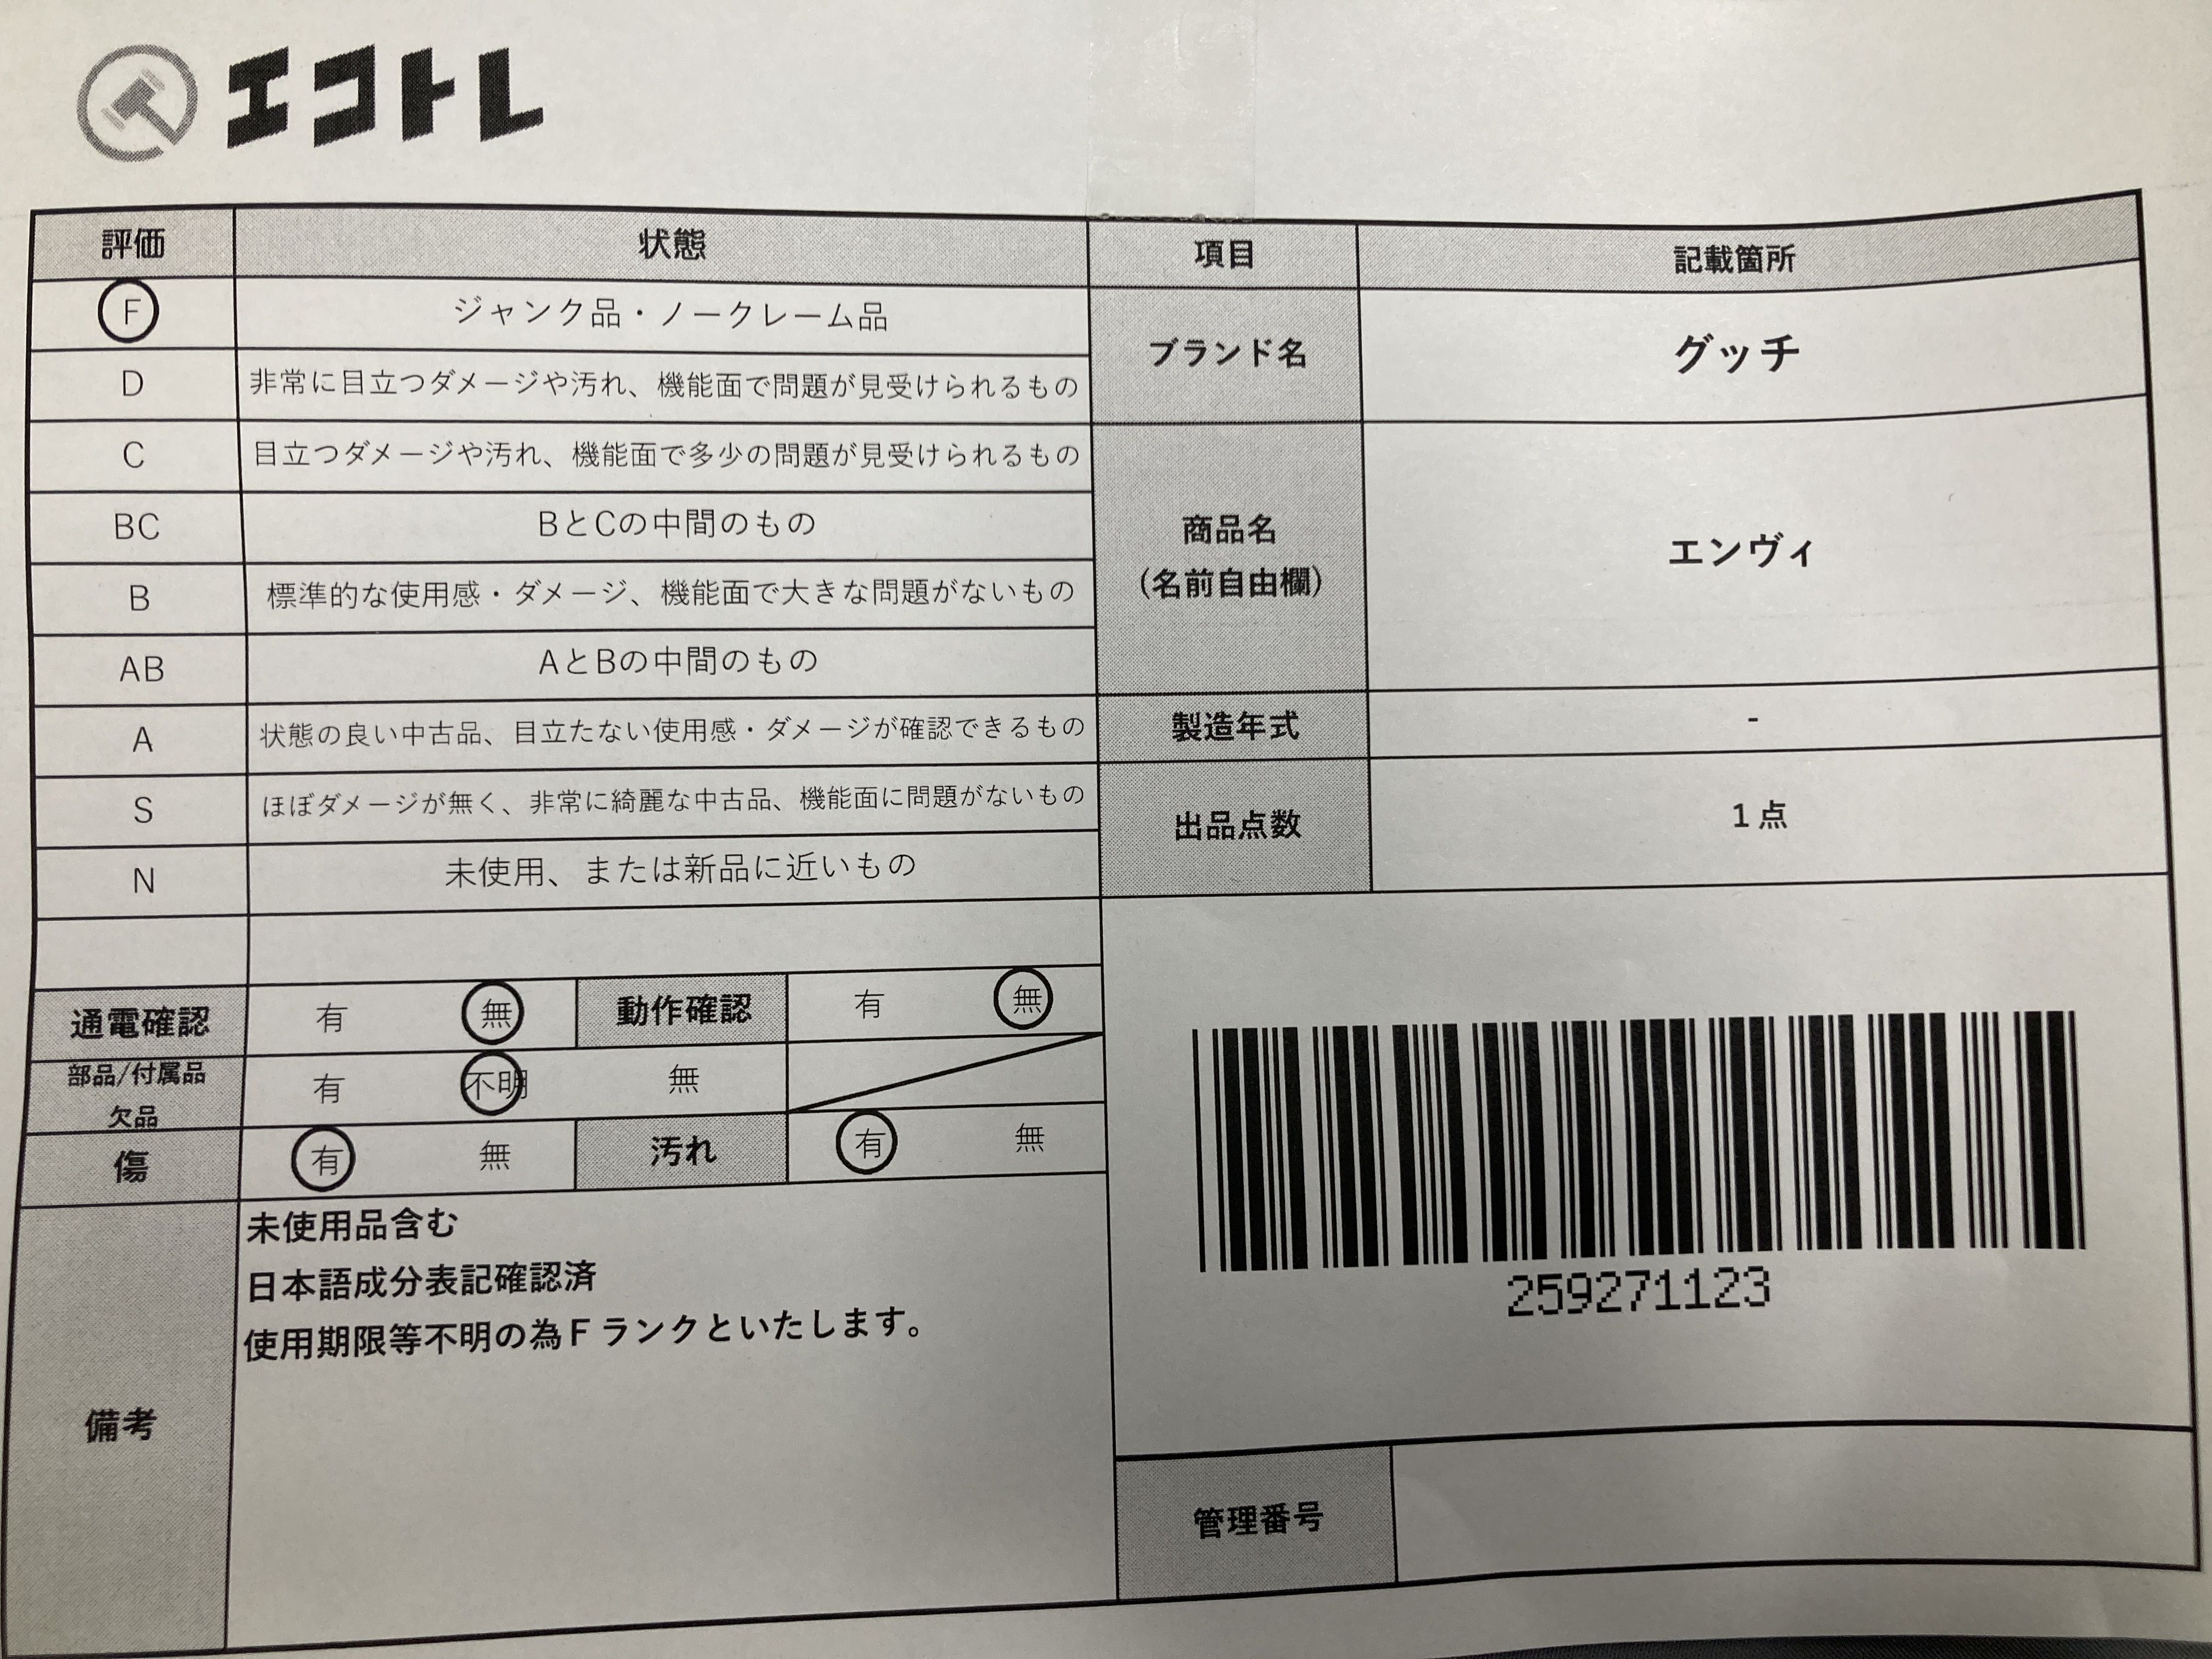 エコトレ
評価 状態
F ジャンク品・ノークレーム品
D 非常に目立つダメージや汚れ、機能面で問題が見受けられるもの
C 目立つダメージや汚れ、機能面で多少の問題が見受けられるもの
BC BとCの中間のもの
B 標準的な使用感・ダメージ、機能面で大きな問題がないもの
AB AとBの中間のもの
A 状態の良い中古品、目立たない使用感・ダメージが確認できるもの
S ほぼダメージが無く、非常に綺麗な中古品、機能面に問題がないもの
N 未使用、または新品に近いもの
通電確認 有 無 動作確認 有 無
部品/付属品
欠品
有 不明 無
傷 有 無 汚れ 有 無
備考
未使用品含む
日本語成分表記確認済
使用期限等不明の為Fランクといたします。
項目 記載箇所
ブランド名 グッチ
商品名
(名前自由欄)
エンヴィ
製造年式 -
出品点数 1点
259271123
管理番号